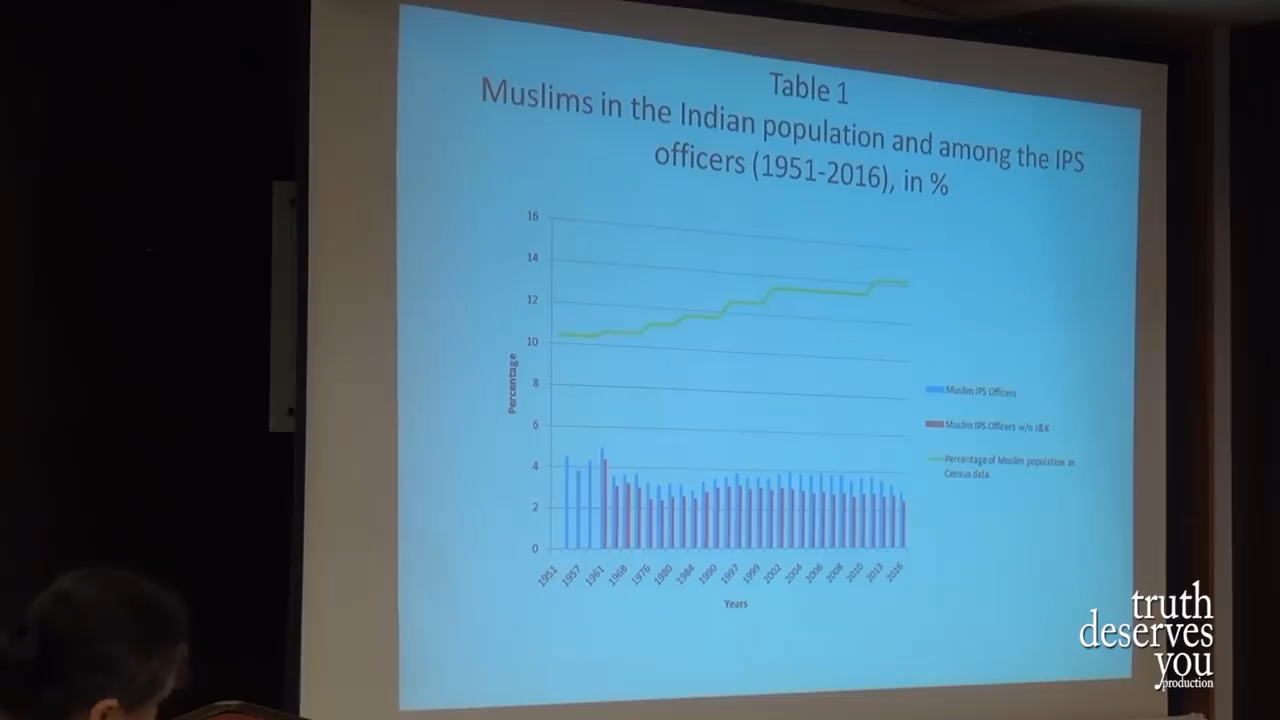 Table 1
Muslims in the Indian population and among the IPS
officers (1951-2016), in %
16
14
12
10
8
6
4
2
0
Percentage
1951
1957
1961
1968
1976
1980
1984
1990
1997
1999
2002
2004
2006
2008
2010
2013
2016
Years
Muslim IPS Officers
Muslim IPS Officers w/o J&K
Percentage of Muslim population in
Census data
truth
deserves
you
production